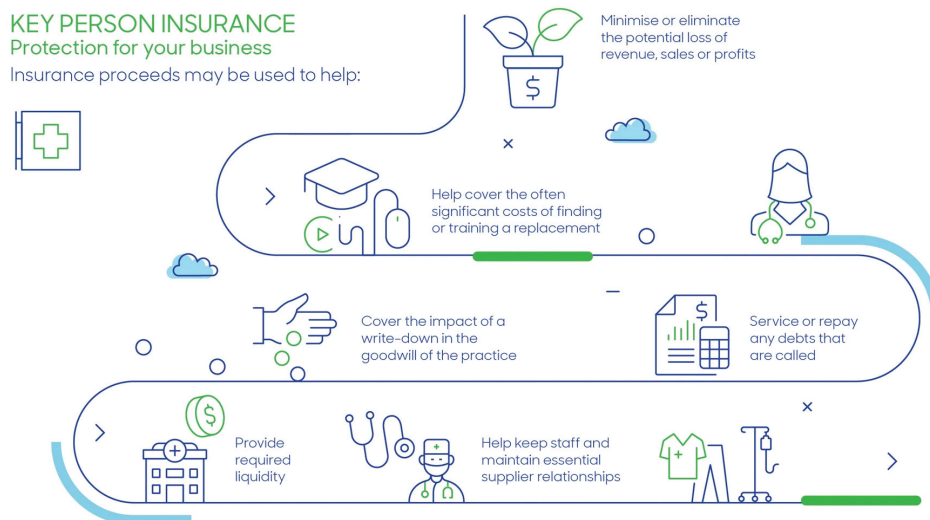 KEY PERSON INSURANCE
Protection for your business
Insurance proceeds may be used to help:
Minimise or eliminate
the potential loss of
revenue, sales or profits
$
Help cover the often
significant costs of finding
or training a replacement
Cover the impact of a
write-down in the
goodwill of the practice
$
Service or repay
any debts that
are called
$
Provide
required
liquidity
Help keep staff and
maintain essential
supplier relationships